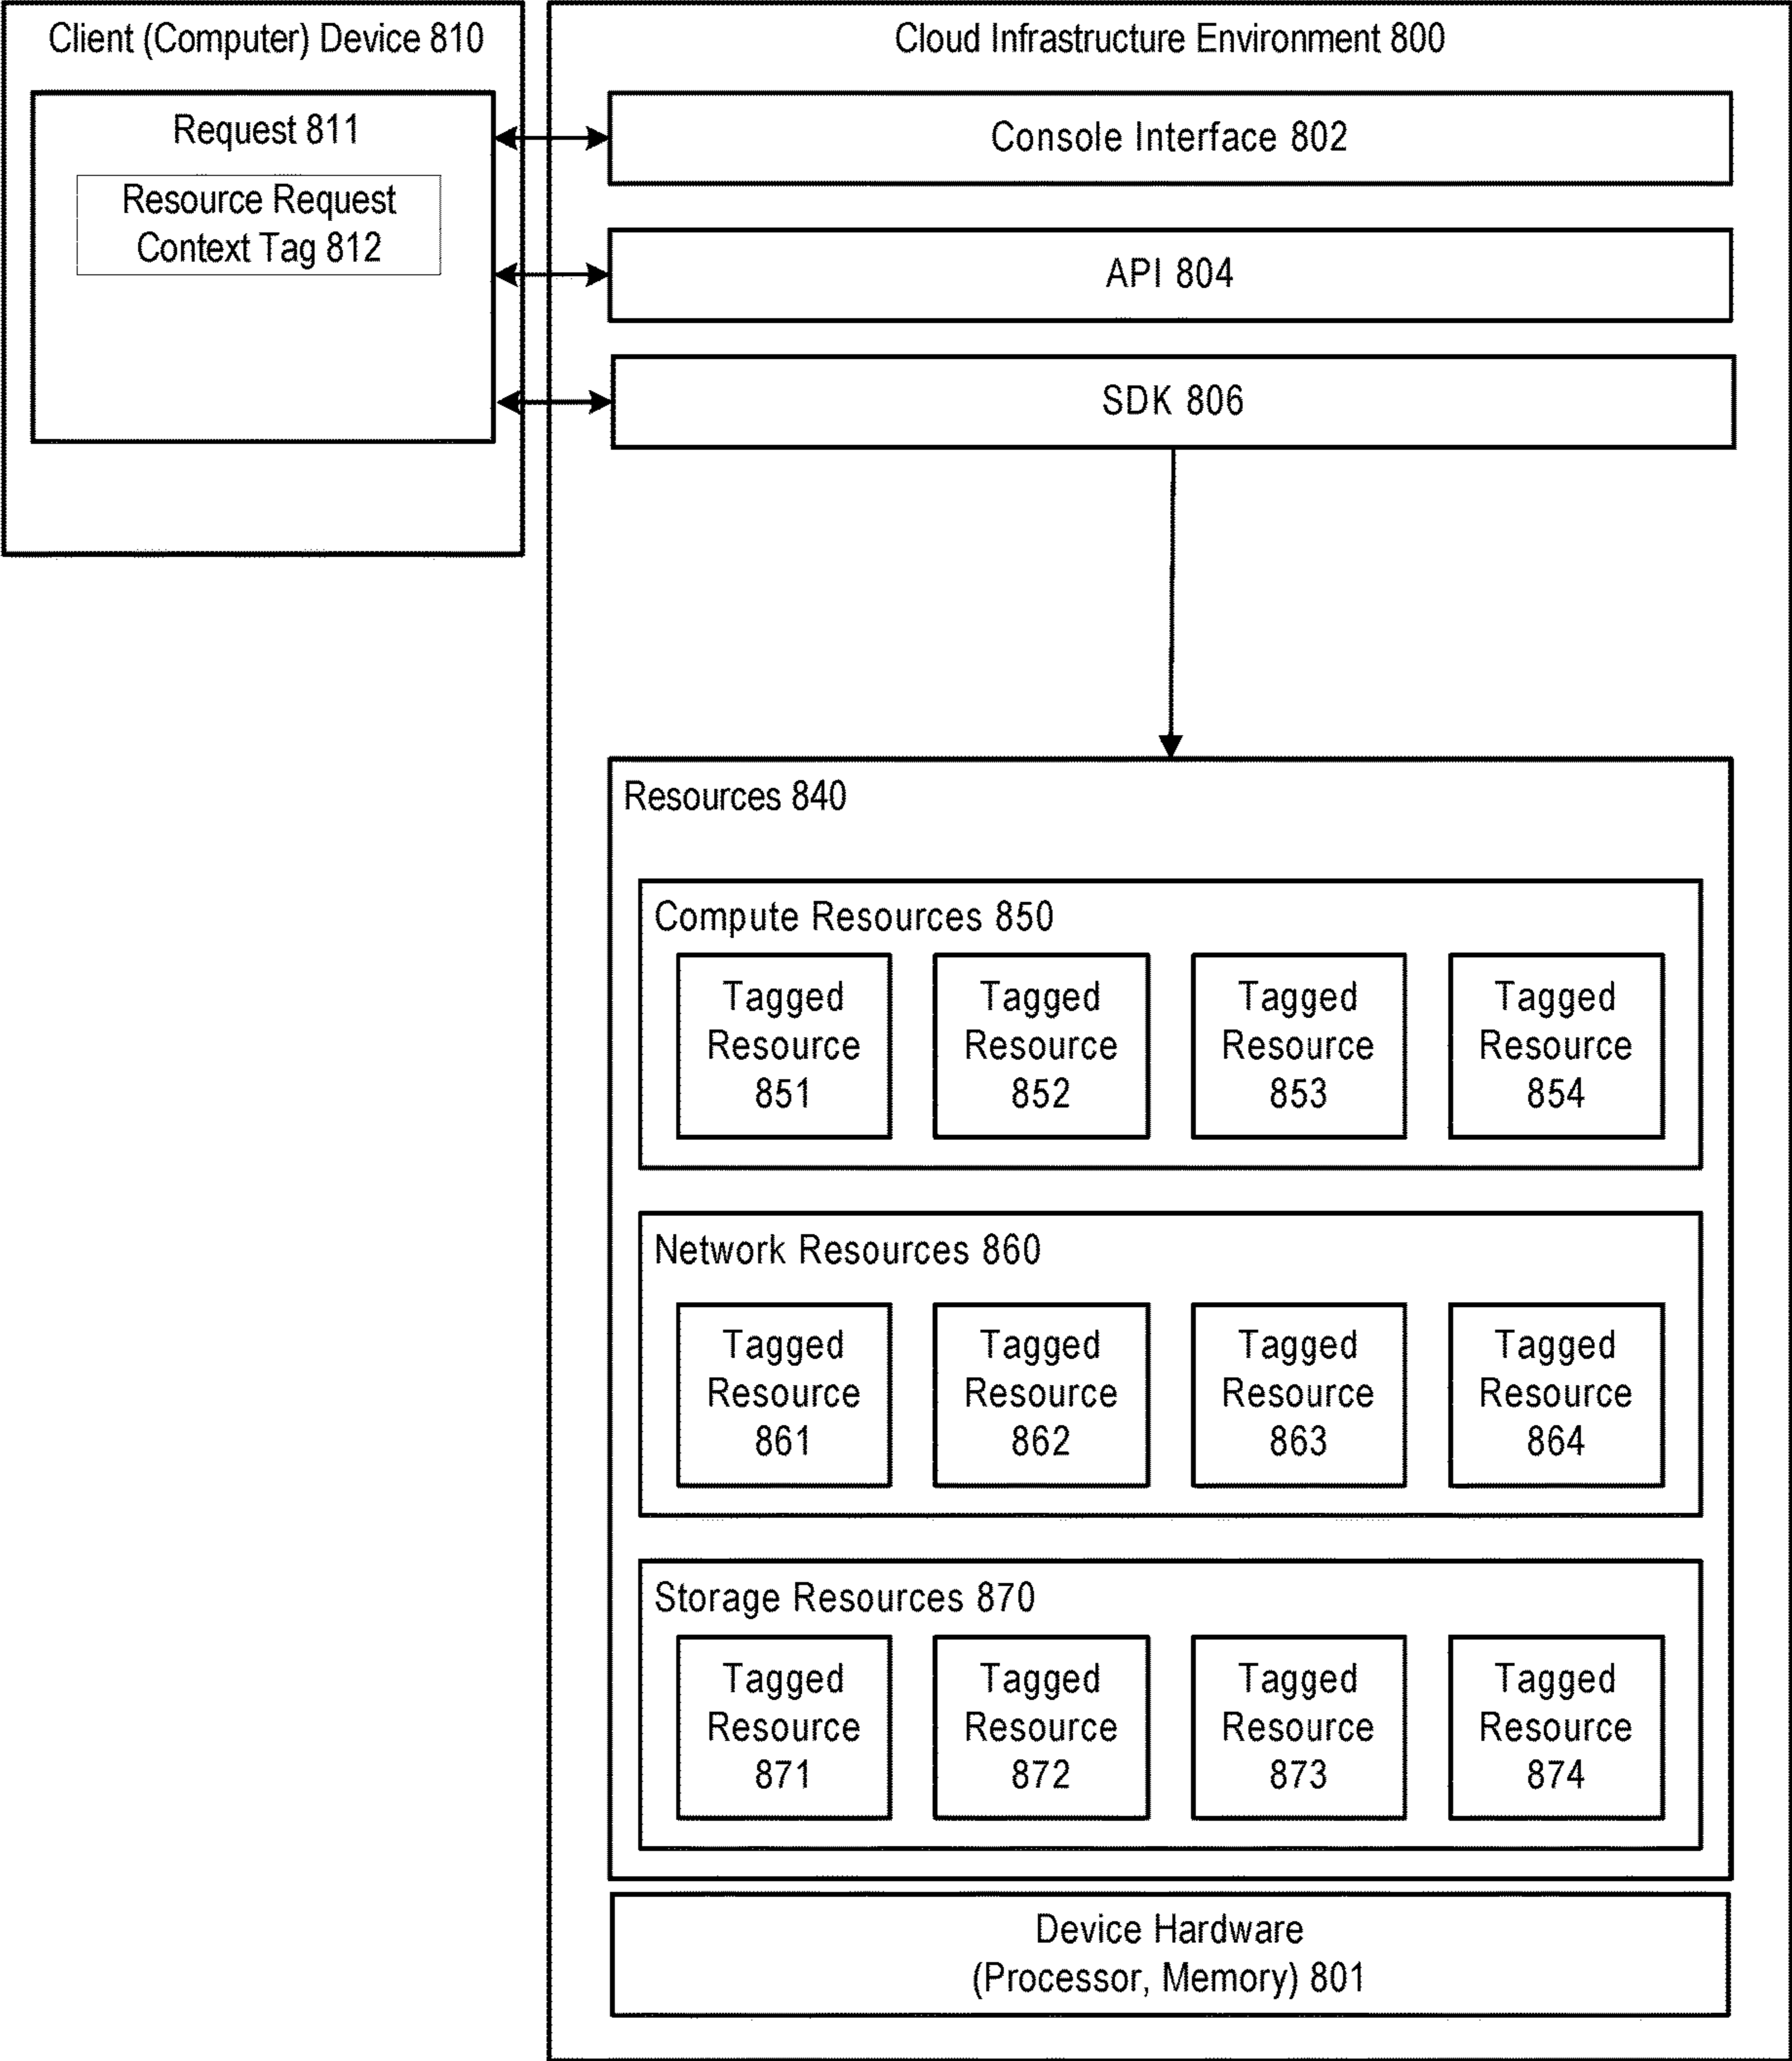 Client (Computer) Device 810
Request 811
Resource Request
Context Tag 812
Cloud Infrastructure Environment 800
Console Interface 802
API 804
SDK 806
Resources 840
Compute Resources 850
Tagged
Resource
851
Tagged
Resource
852
Tagged
Resource
853
Tagged
Resource
854
Network Resources 860
Tagged
Resource
861
Tagged
Resource
862
Tagged
Resource
863
Tagged
Resource
864
Storage Resources 870
Tagged
Resource
871
Tagged
Resource
872
Tagged
Resource
873
Tagged
Resource
874
Device Hardware
(Processor, Memory) 801